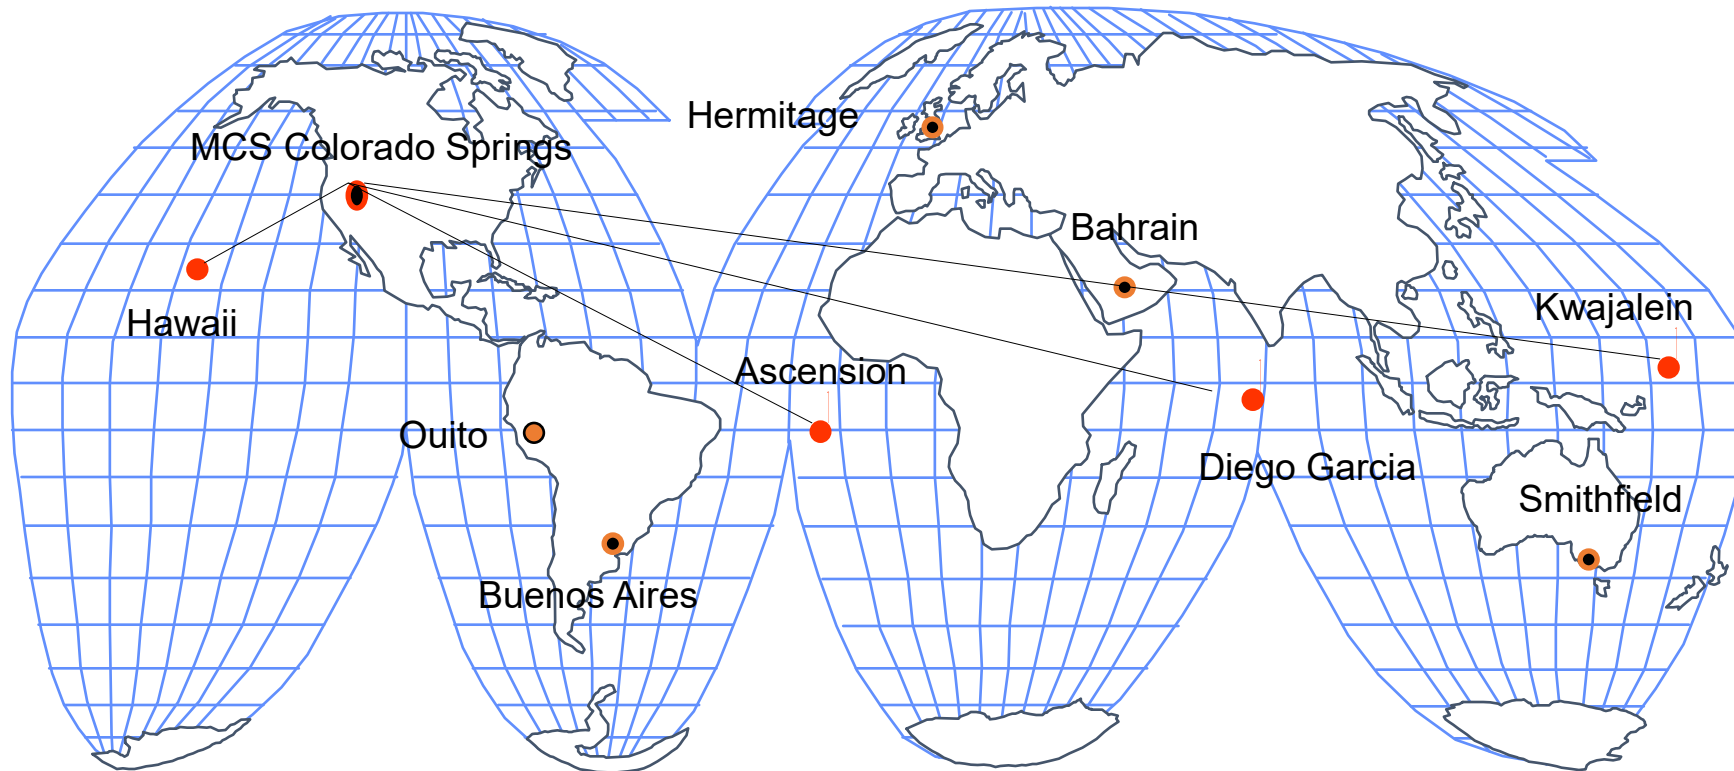 Hermitage
MCS Colorado Springs
Bahrain
Kwajalein
Hawaii
Ascension
Ouito
Diego Garcia
Smithfield
Buenos Aires